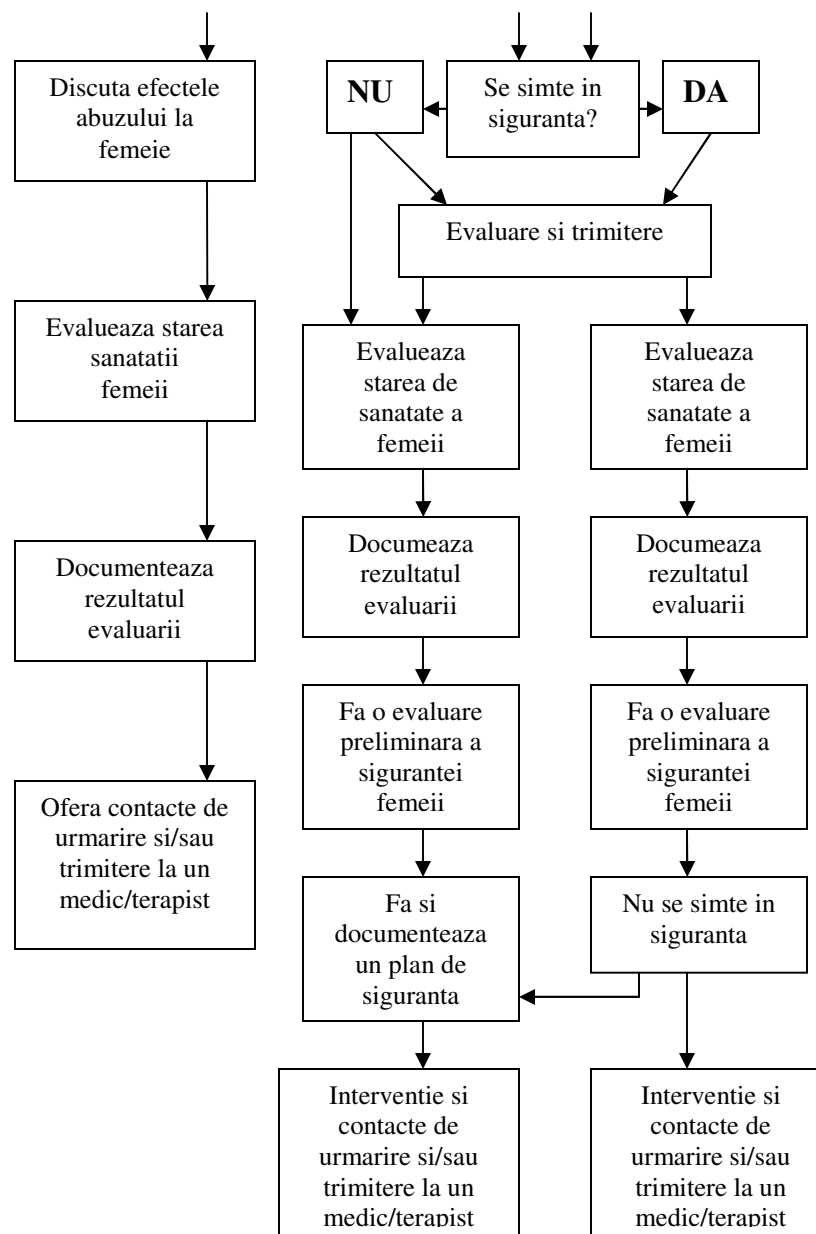 Discuta efectele
abuzului la
femeie
NU
Se simte in
siguranta?
DA
Evaluare si trimitere
Evalueaza starea
sanatatii
femeii
Evalueaza
starea de
sanatate a
femeii
Evalueaza
starea de
sanatate a
femeii
Documenteaza
rezultatul
evaluarii
Documeaza
rezultatul
evaluarii
Documeaza
rezultatul
evaluarii
Ofera contacte de
urmarire si/sau
trimitere la un
medic/terapist
Fa o evaluare
preliminara a
sigurantei
femeii
Fa o evaluare
preliminara a
sigurantei
femeii
Fa si
documenteaza
un plan de
siguranta
Nu se simte in
siguranta
Interventie si
contacte de
urmarire si/sau
trimitere la un
medic/terapist
Interventie si
contacte de
urmarire si/sau
trimitere la un
medic/terapist